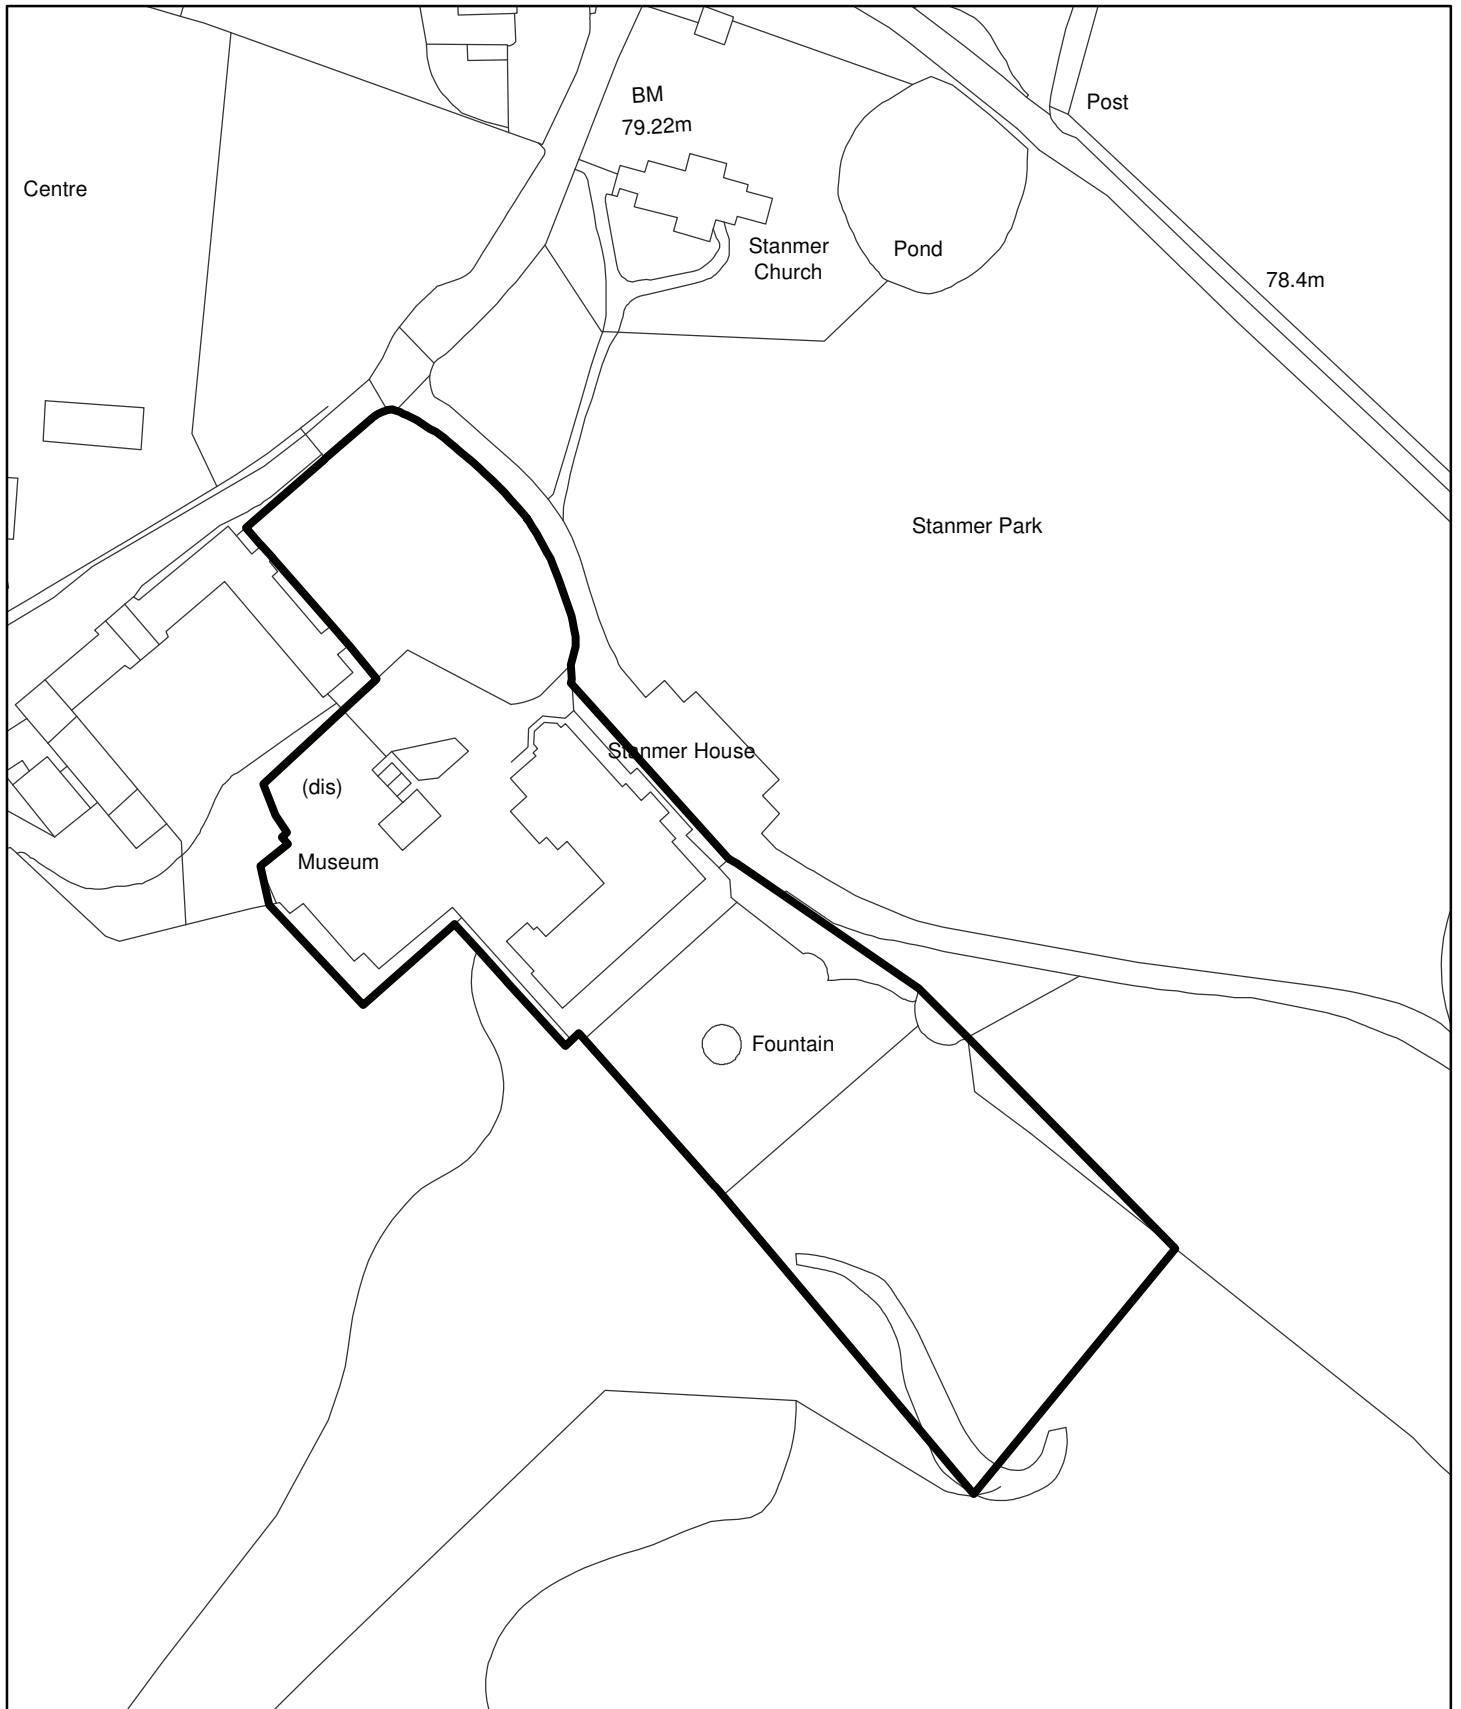 BM
79.22m
Post
Centre
Stanmer
Church
Pond
78.4m
Stanmer Park
Stanmer House
(dis)
Museum
Fountain